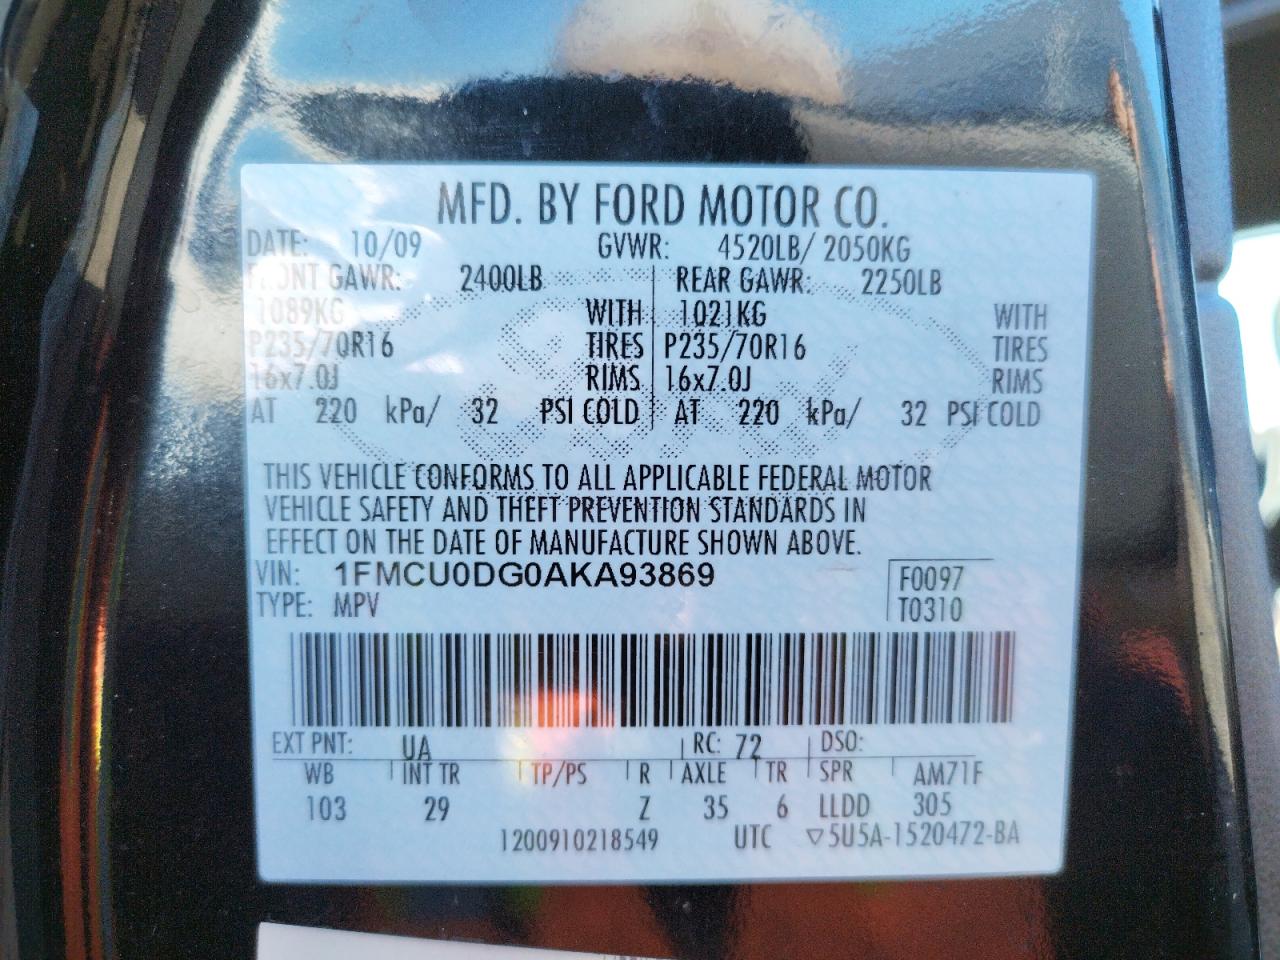 MFD. BY FORD MOTOR CO.
DATE: 10/09 GVWR: 4520LB/ 2050KG
FRONT GAWR: 2400LB REAR GAWR: 2250LB
1089KG WITH 1021KG WITH
P235/70R16 TIRES P235/70R16 TIRES
16x7.0J RIMS 16x7.0J RIMS
AT 220 kPa/ 32 PSI COLD AT 220 kPa/ 32 PSI COLD
THIS VEHICLE CONFORMS TO ALL APPLICABLE FEDERAL MOTOR
VEHICLE SAFETY AND THEFT PREVENTION STANDARDS IN
EFFECT ON THE DATE OF MANUFACTURE SHOWN ABOVE.
VIN: 1FMCU0DG0AKA93869 F0097
TYPE: MPV T0310
EXT PNT: UA RC: 72 DSO:
WB INT TR TP/PS R AXLE TR SPR AM71F
103 29 Z 35 6 LLDD 305
1200910218549 UTC ▽5U5A-1520472-BA